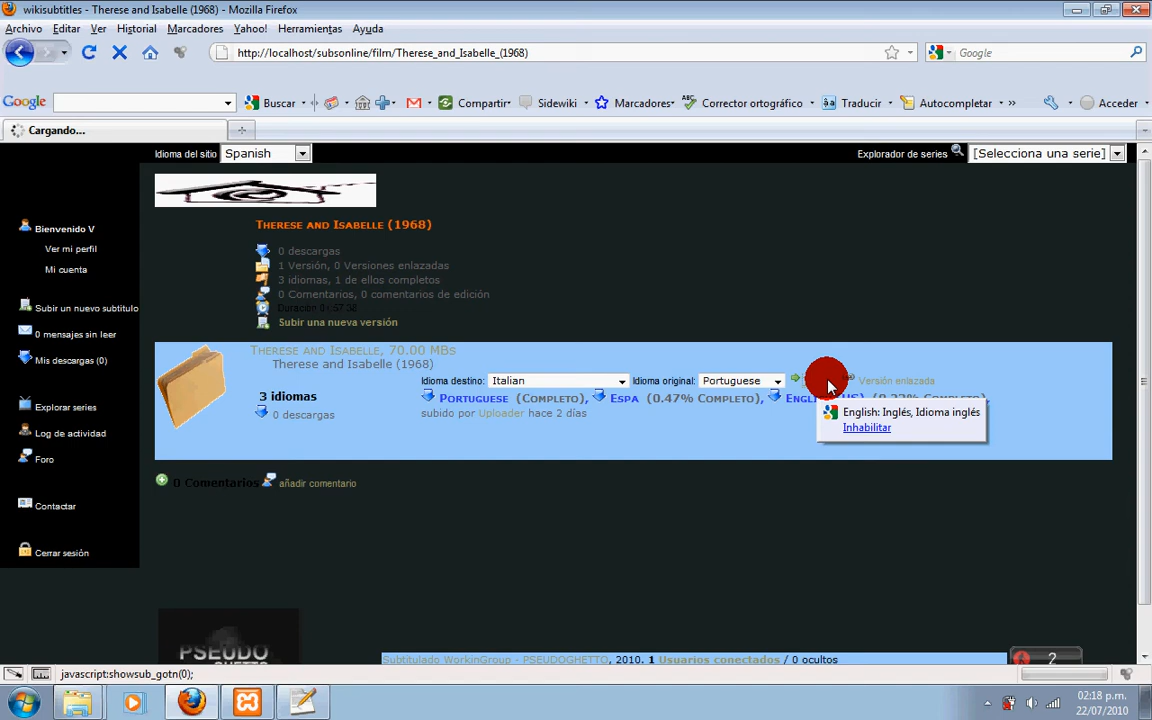 wikisubtitles - Therese and Isabelle (1968) - Mozilla Firefox
Archivo Editar Ver Historial Marcadores Yahoo! Herramientas Ayuda
http://localhost/subsonline/film/Therese_and_Isabelle_(1968) Google
Google Buscar Compartir Sidewiki Marcadores Corrector ortográfico Traducir Autocompletar » Acceder
Cargando...
Idioma del sitio Spanish Explorador de series [Selecciona una serie]
THERESE AND ISABELLE (1968)
Bienvenido V
Ver mi perfil
Mi cuenta
0 descargas
1 Versión, 0 Versiones enlazadas
3 idiomas, 1 de ellos completos
0 Comentarios, 0 comentarios de edición
Subir un nuevo subtitulo
Subir una nueva versión
0 mensajes sin leer
Mis descargas (0)
THERESE AND ISABELLE, 70.00 MBS
Therese and Isabelle (1968)
Idioma destino: Italian Idioma original: Portuguese Versión enlazada
3 idiomas
PORTUGUESE (COMPLETO), ESPA (0.47% COMPLETO),
0 descargas
subido por Uploader hace 2 días
English: Inglés, Idioma inglés
Inhabilitar
Explorar series
Log de actividad
Foro
0 Comentarios añadir comentario
Contactar
Cerrar sesión
PSEUDO
Subtitulado WorkinGroup - PSEUDOGHETTO, 2010. 1 Usuarios conectados / 0 ocultos
2
javascript:showsub_gotn(0);
02:18 p.m.
22/07/2010